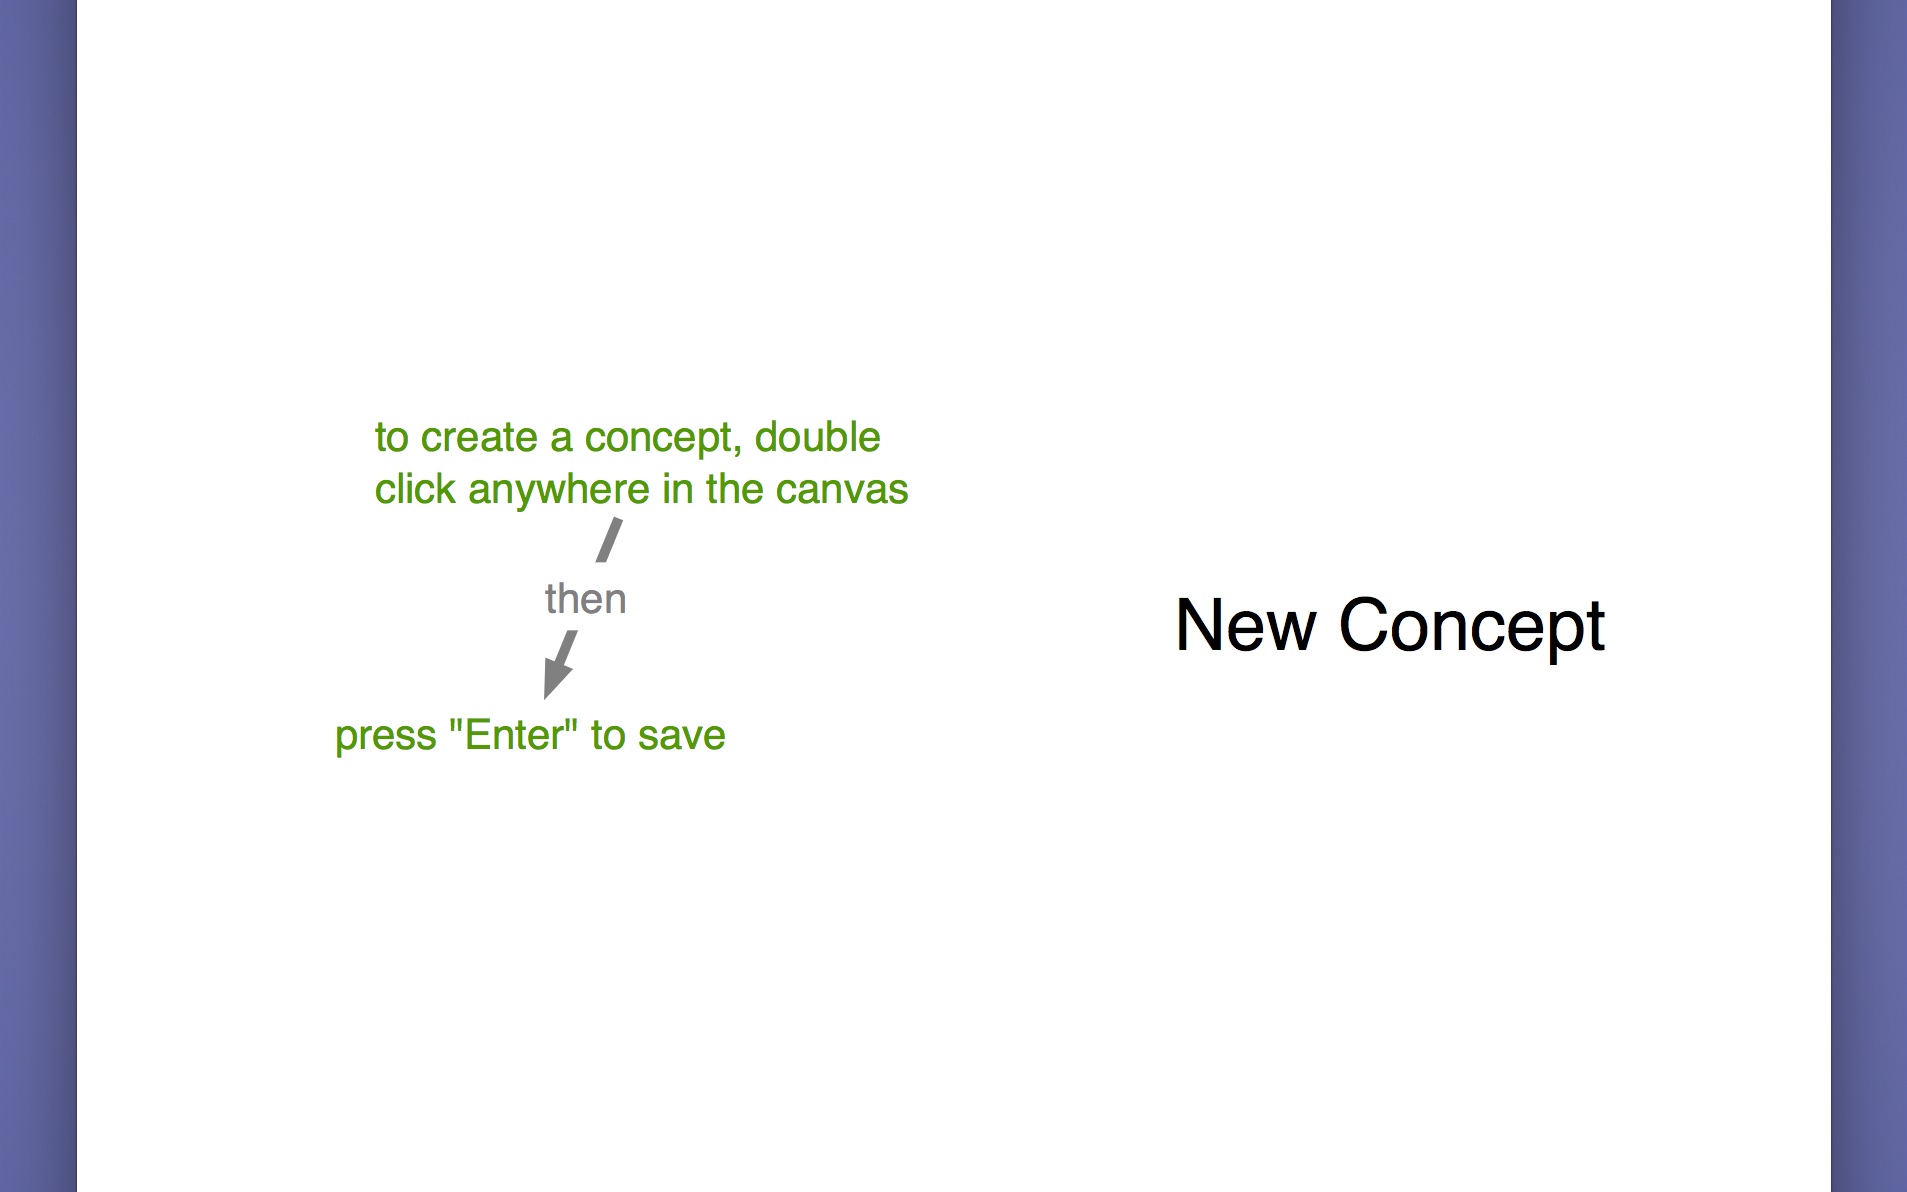 to create a concept, double
click anywhere in the canvas
then
press "Enter" to save
New Concept